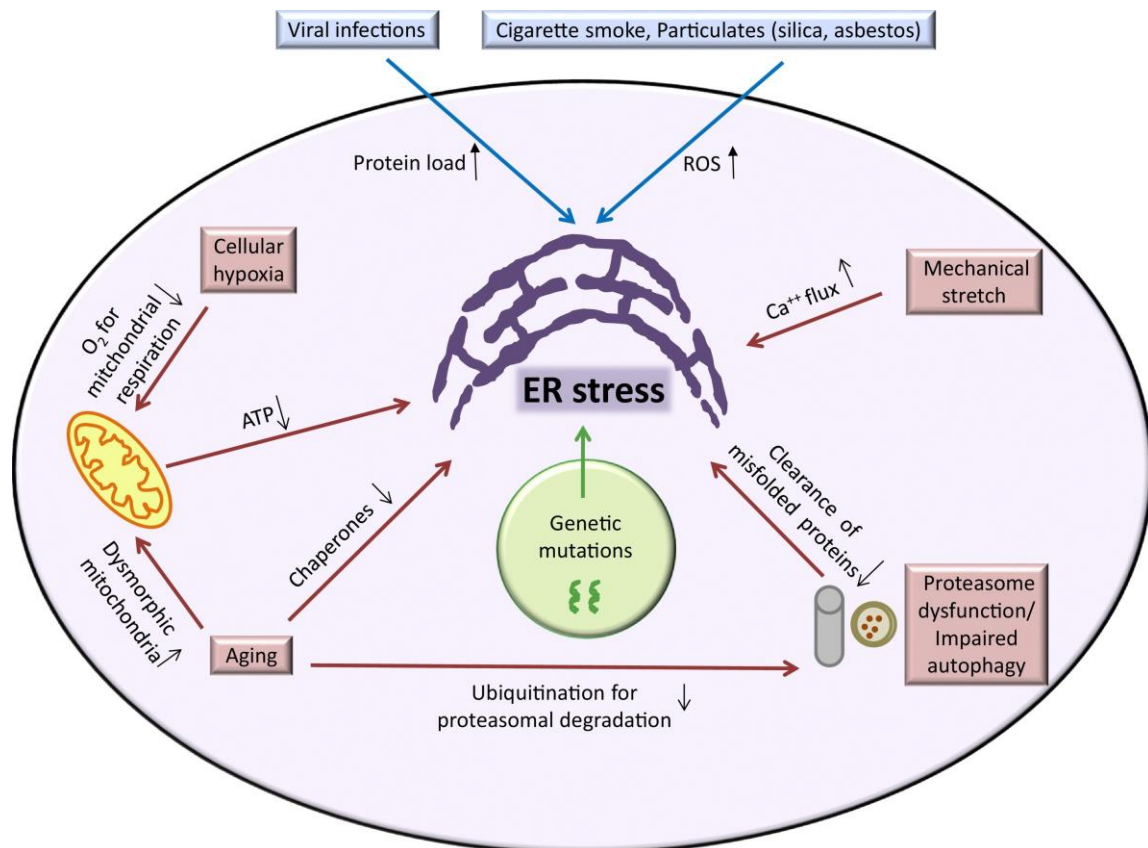 Viral infections
Cigarette smoke, Particulates (silica, asbestos)
Protein load ↑
ROS ↑
Cellular
hypoxia
Mechanical
stretch
O₂ for
mitchondrial ↓
respiration
Ca⁺⁺ flux ↑
ER stress
ATP ↓
Chaperones ↓
Clearance of
misfolded proteins ↓
Genetic
mutations
Dysmorphic
mitochondria ↑
Aging
Proteasome
dysfunction/
Impaired
autophagy
Ubiquitination for
proteasomal degradation ↓